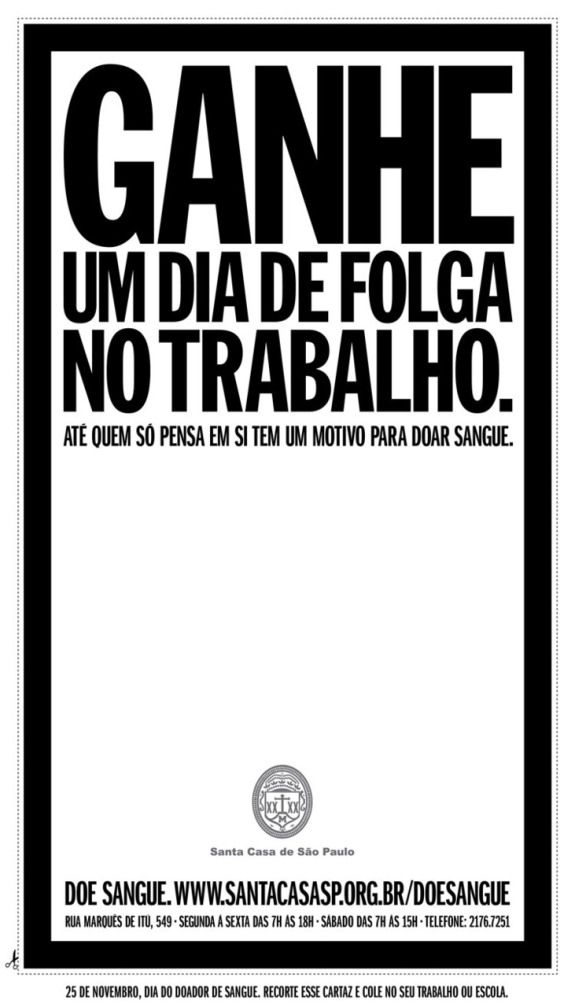 GANHE
UM DIA DE FOLGA
NO TRABALHO.
ATÉ QUEM SÓ PENSA EM SI TEM UM MOTIVO PARA DOAR SANGUE.
XX XX
M
Santa Casa de São Paulo
DOE SANGUE. WWW.SANTACASASP.ORG.BR/DOESANGUE
RUA MARQUÊS DE ITÚ, 549 · SEGUNDA À SEXTA DAS 7H ÀS 18H · SÁBADO DAS 7H ÀS 15H · TELEFONE: 2176.7251
25 DE NOVEMBRO, DIA DO DOADOR DE SANGUE. RECORTE ESSE CARTAZ E COLE NO SEU TRABALHO OU ESCOLA.